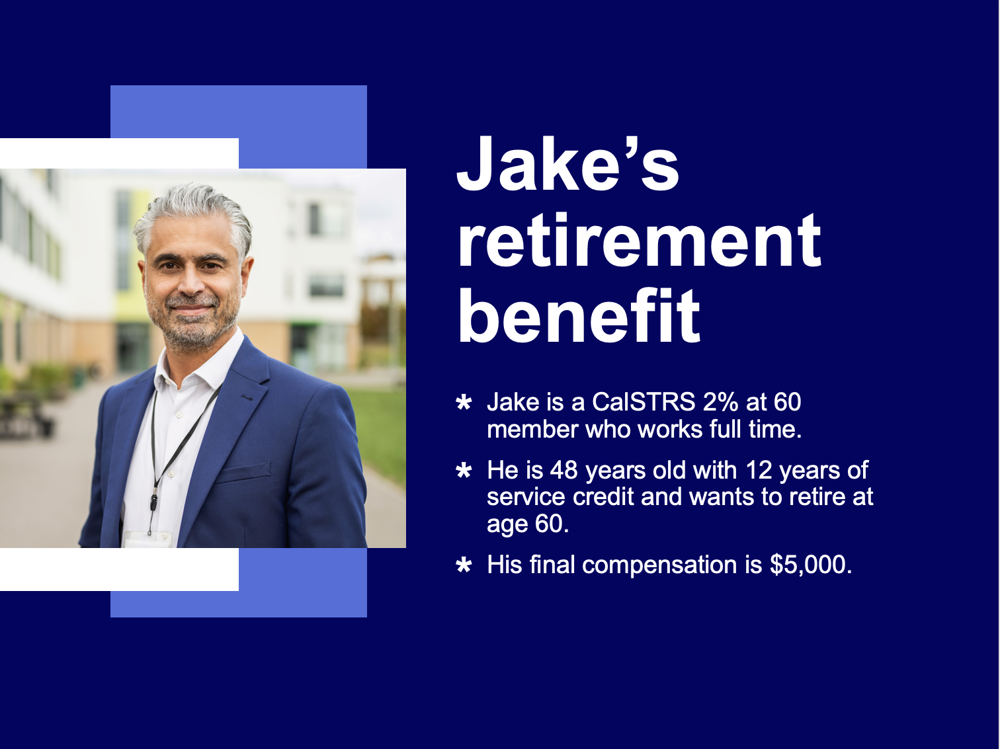 Jake’s
retirement
benefit
* Jake is a CalSTRS 2% at 60
member who works full time.
* He is 48 years old with 12 years of
service credit and wants to retire at
age 60.
* His final compensation is $5,000.